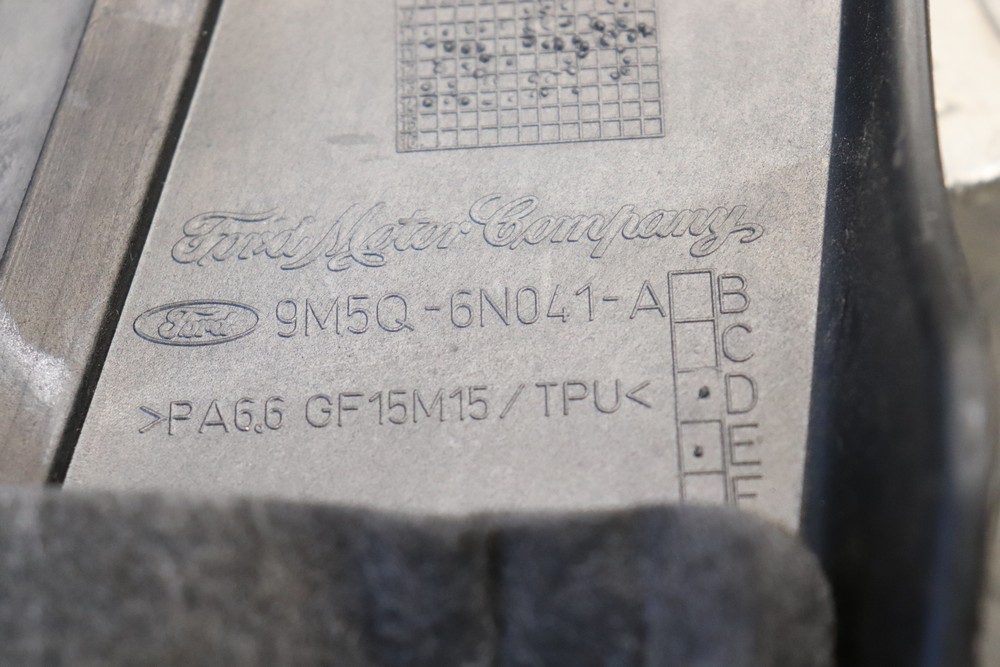 Ford Motor Company
Ford 9M5Q-6N041-A B
C
D
>PA6.6 GF15M15/TPU<
E
F